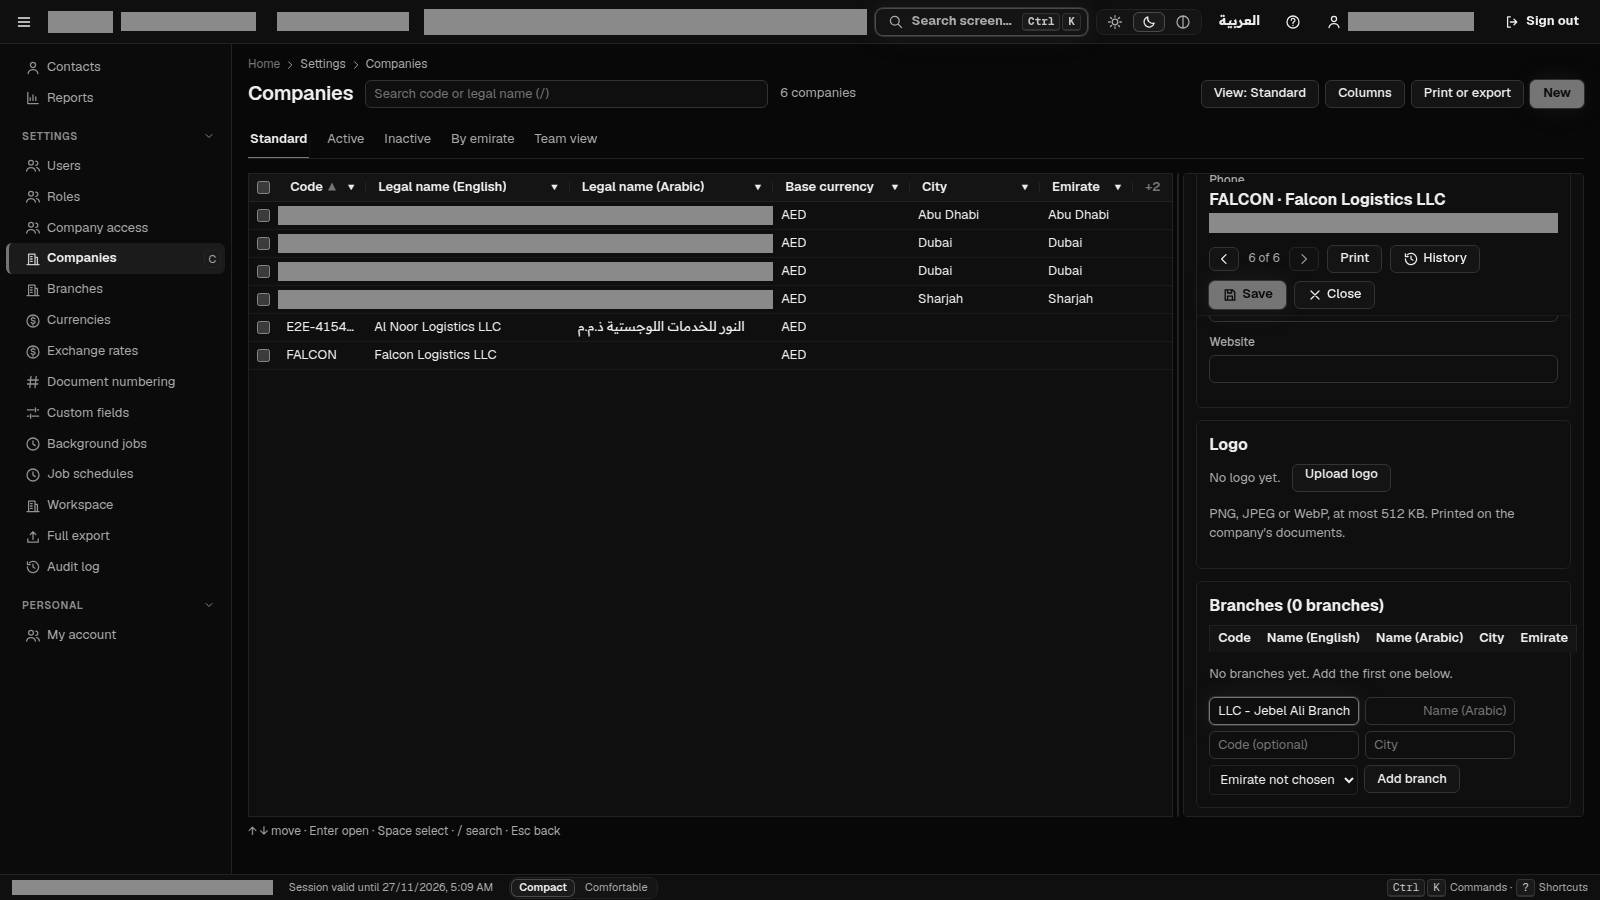 Search screen... Ctrl K
العربية
Sign out
Contacts
Reports
SETTINGS
Users
Roles
Company access
Companies C
Branches
Currencies
Exchange rates
Document numbering
Custom fields
Background jobs
Job schedules
Workspace
Full export
Audit log
PERSONAL
My account
Home > Settings > Companies
Companies
Search code or legal name (/)
6 companies
View: Standard
Columns
Print or export
New
Standard Active Inactive By emirate Team view
Code ▲ ▼ Legal name (English) ▼ Legal name (Arabic) ▼ Base currency ▼ City ▼ Emirate ▼ +2
AED Abu Dhabi Abu Dhabi
AED Dubai Dubai
AED Dubai Dubai
AED Sharjah Sharjah
E2E-4154... Al Noor Logistics LLC النور للخدمات اللوجستية ذ.م.م AED
FALCON Falcon Logistics LLC AED
Phone
FALCON · Falcon Logistics LLC
6 of 6
Print
History
Save
Close
Website
Logo
No logo yet.
Upload logo
PNG, JPEG or WebP, at most 512 KB. Printed on the
company's documents.
Branches (0 branches)
Code Name (English) Name (Arabic) City Emirate
No branches yet. Add the first one below.
LLC - Jebel Ali Branch
Name (Arabic)
Code (optional)
City
Emirate not chosen
Add branch
↑↓ move · Enter open · Space select · / search · Esc back
Session valid until 27/11/2026, 5:09 AM
Compact Comfortable
Ctrl K Commands · ? Shortcuts